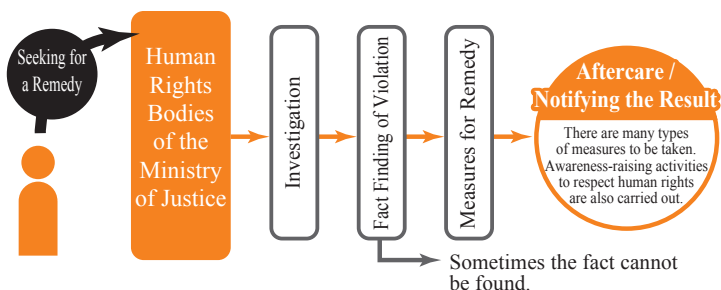 Seeking for
a Remedy
Human
Rights
Bodies
of the
Ministry
of Justice
Investigation
Fact Finding of Violation
Measures for Remedy
Aftercare /
Notifying the Result
There are many types
of measures to be taken.
Awareness-raising activities
to respect human rights
are also carried out.
Sometimes the fact cannot
be found.